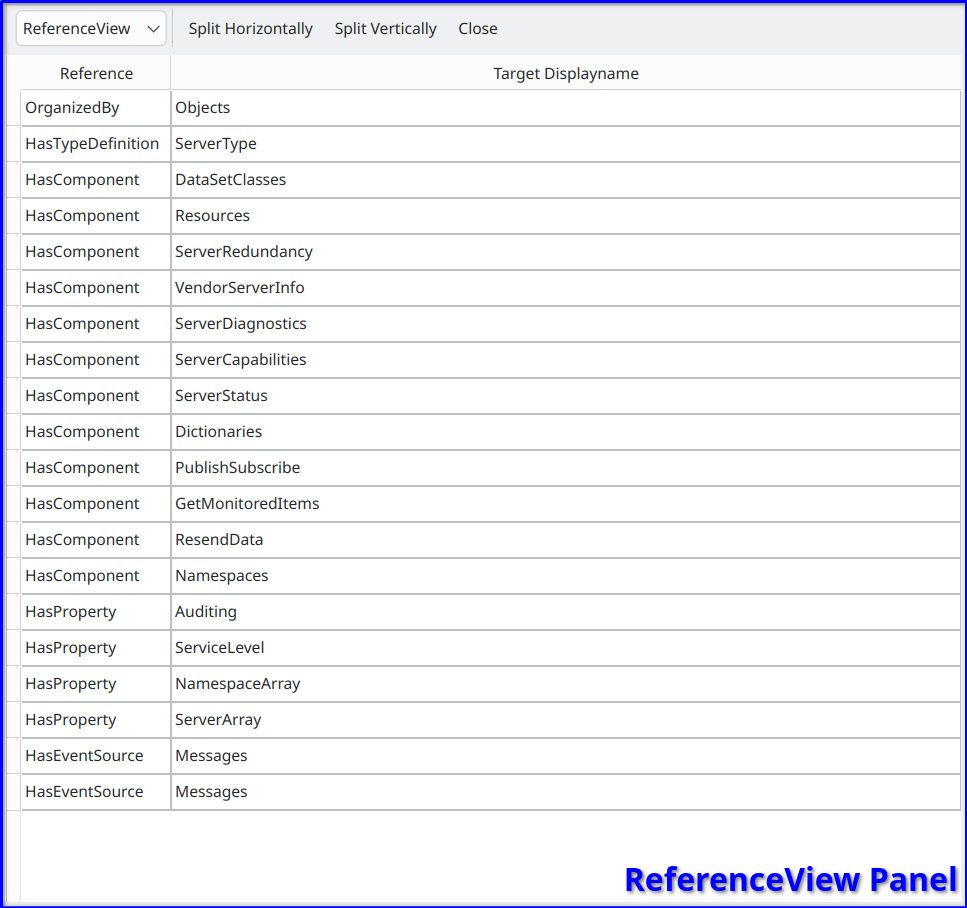 ReferenceView Split Horizontally Split Vertically Close
Reference Target Displayname
OrganizedBy Objects
HasTypeDefinition ServerType
HasComponent DataSetClasses
HasComponent Resources
HasComponent ServerRedundancy
HasComponent VendorServerInfo
HasComponent ServerDiagnostics
HasComponent ServerCapabilities
HasComponent ServerStatus
HasComponent Dictionaries
HasComponent PublishSubscribe
HasComponent GetMonitoredItems
HasComponent ResendData
HasComponent Namespaces
HasProperty Auditing
HasProperty ServiceLevel
HasProperty NamespaceArray
HasProperty ServerArray
HasEventSource Messages
HasEventSource Messages
ReferenceView Panel